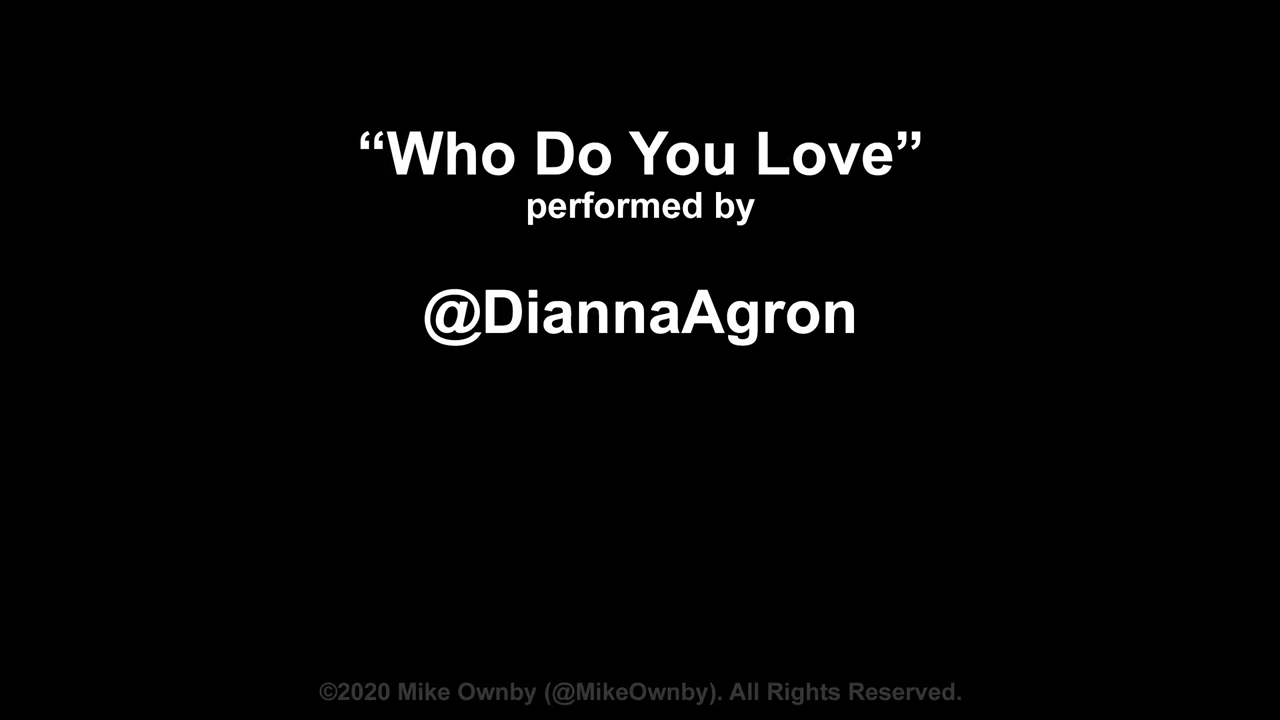 “Who Do You Love”
performed by
@DiannaAgron
©2020 Mike Ownby (@MikeOwnby). All Rights Reserved.